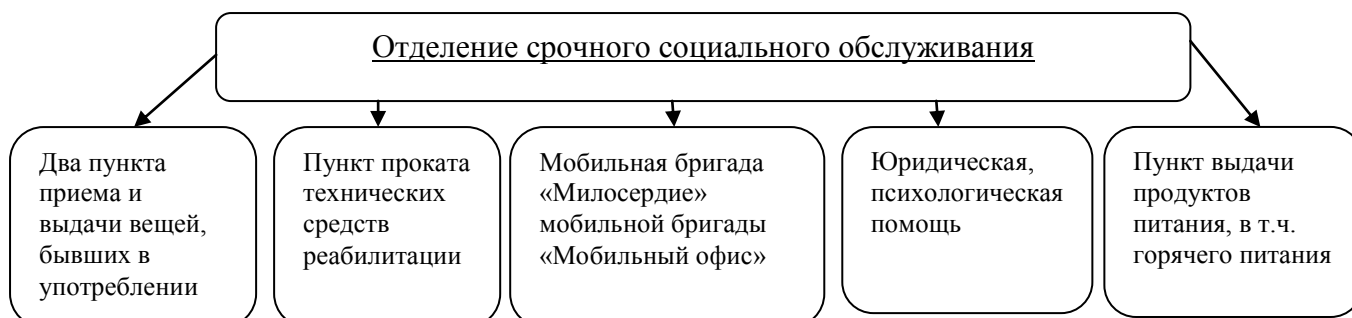 Отделение срочного социального обслуживания
Два пункта
приема и
выдачи вещей,
бывших в
употреблении
Пункт проката
технических
средств
реабилитации
Мобильная бригада
«Милосердие»
мобильной бригады
«Мобильный офис»
Юридическая,
психологическая
помощь
Пункт выдачи
продуктов
питания, в т.ч.
горячего питания